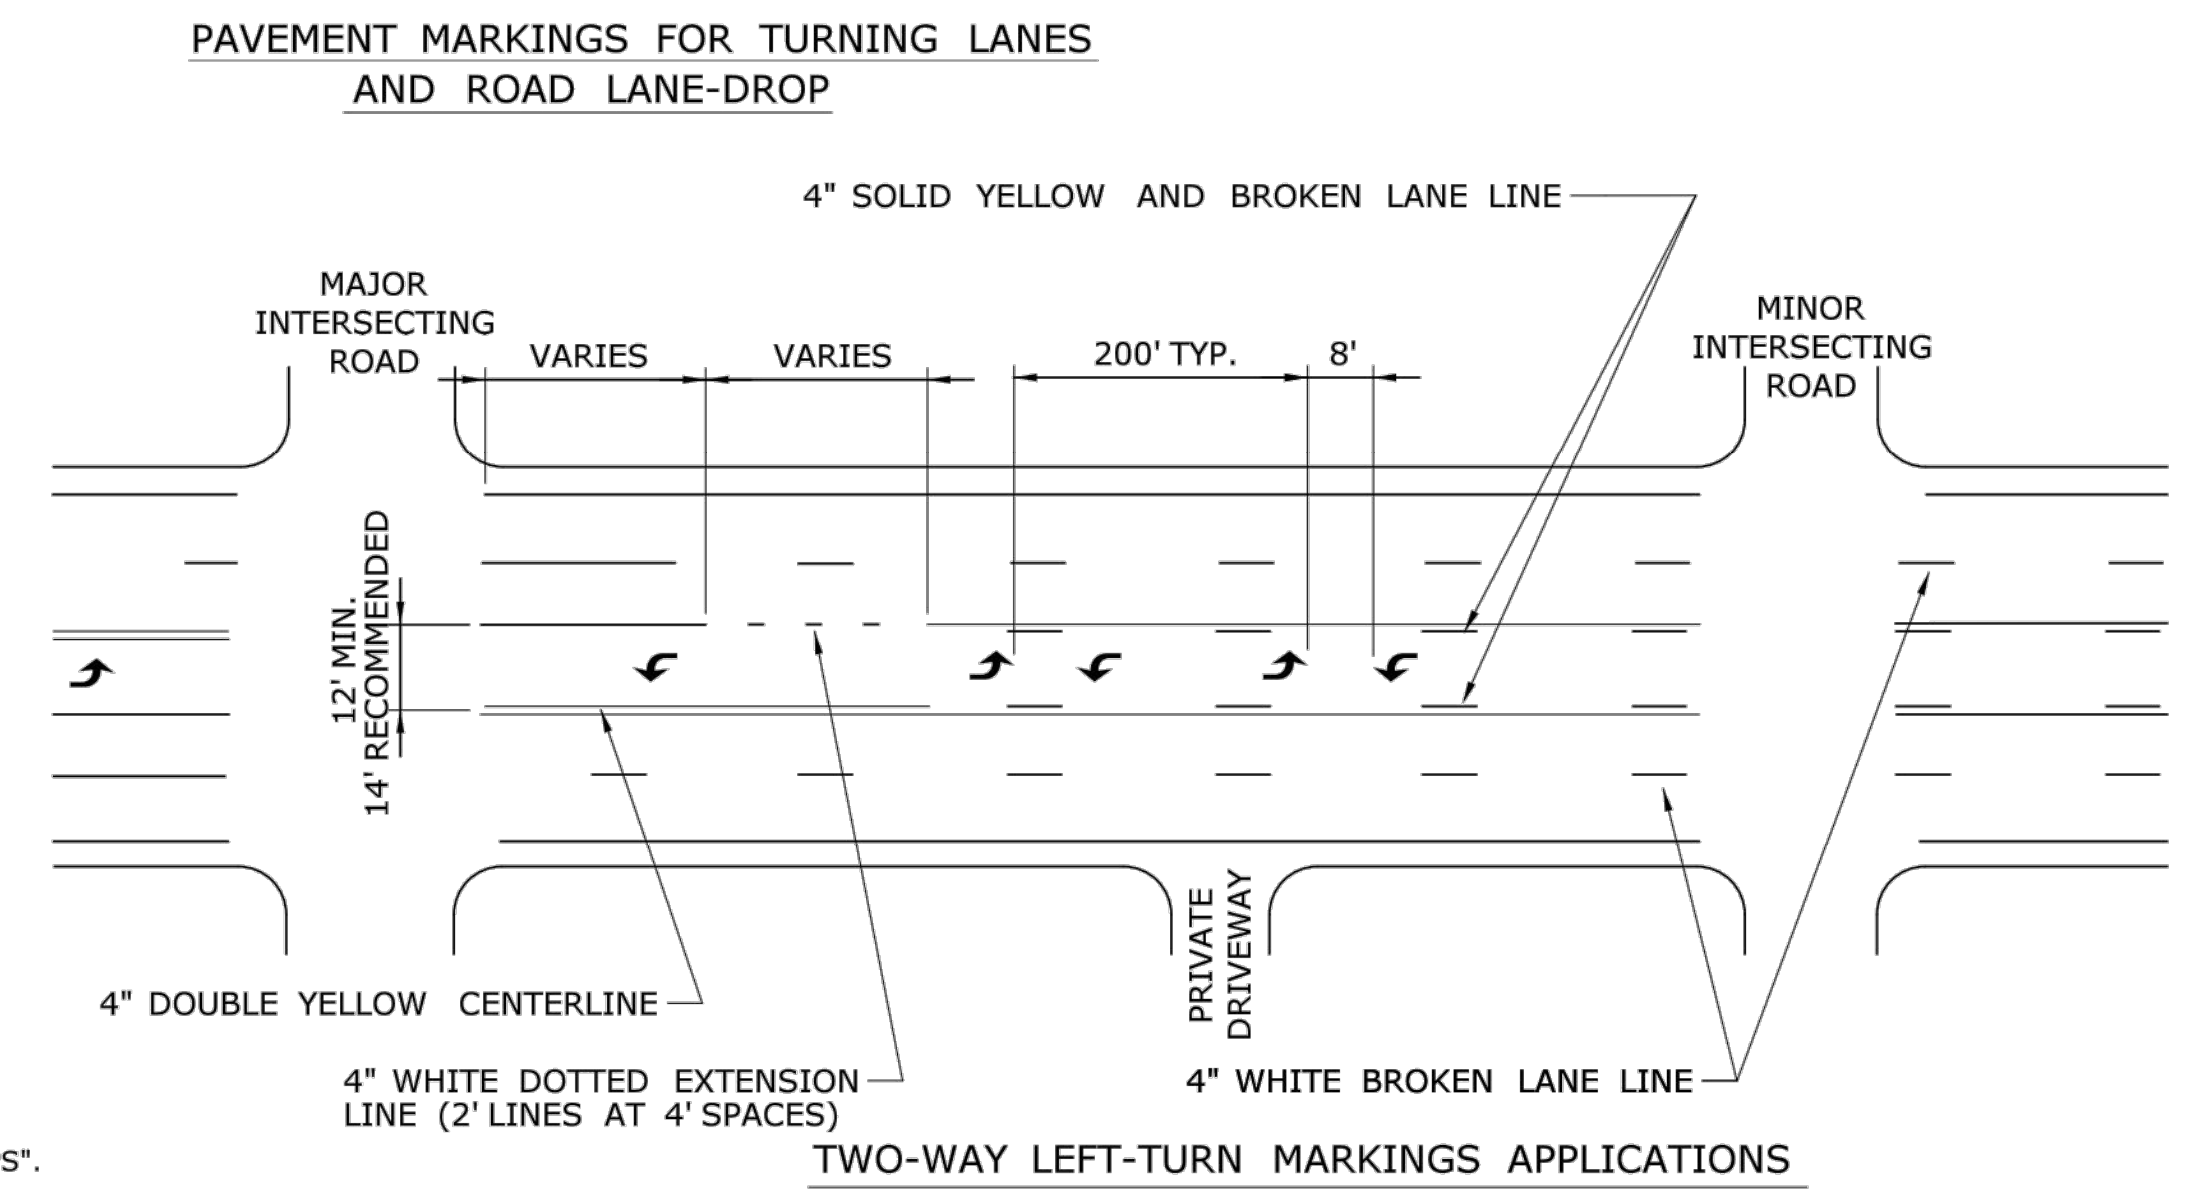 PAVEMENT MARKINGS FOR TURNING LANES
AND ROAD LANE-DROP
4" SOLID YELLOW AND BROKEN LANE LINE
MAJOR
INTERSECTING
ROAD
VARIES
VARIES
200' TYP.
8'
MINOR
INTERSECTING
ROAD
12' MIN.
14' RECOMMENDED
PRIVATE
DRIVEWAY
4" DOUBLE YELLOW CENTERLINE
4" WHITE DOTTED EXTENSION
LINE (2' LINES AT 4' SPACES)
4" WHITE BROKEN LANE LINE
S".
TWO-WAY LEFT-TURN MARKINGS APPLICATIONS